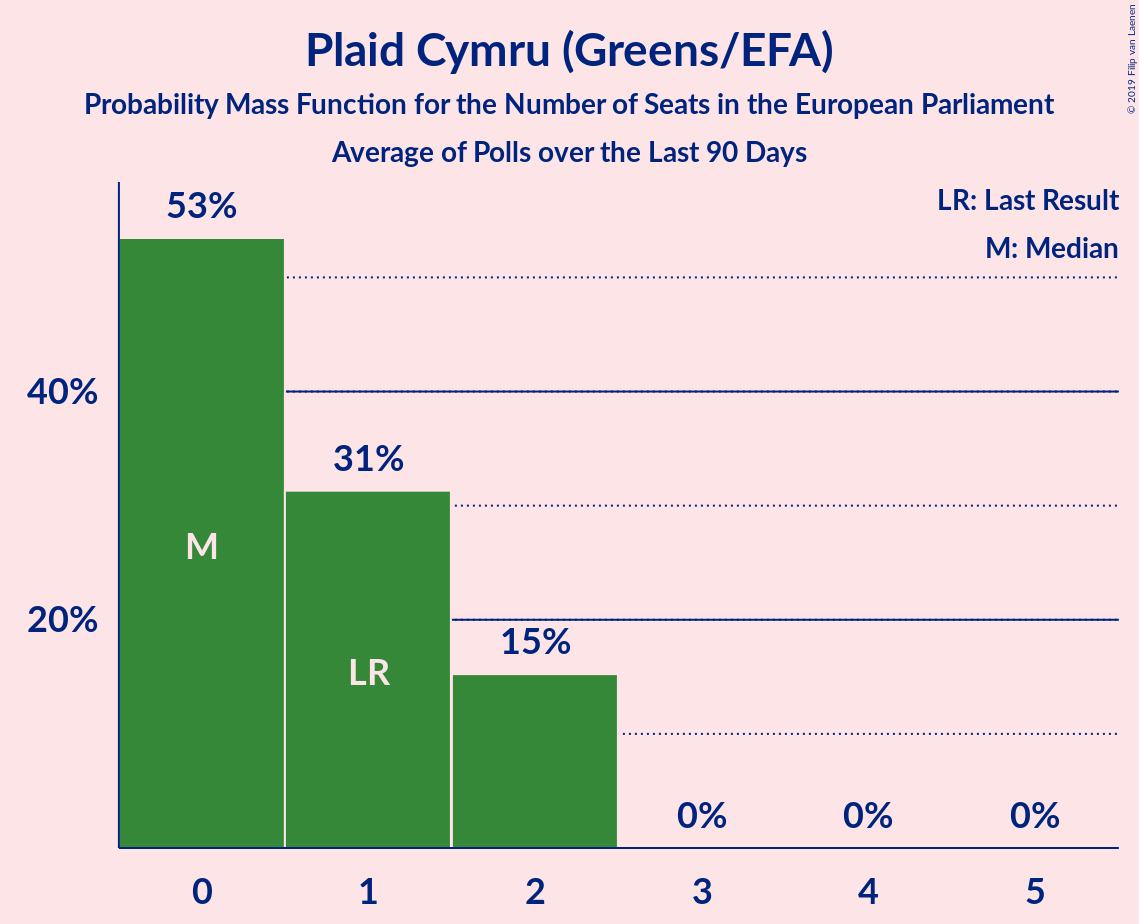 Plaid Cymru (Greens/EFA)
Probability Mass Function for the Number of Seats in the European Parliament
Average of Polls over the Last 90 Days
© 2019 Filip van Laenen
LR: Last Result
M: Median
53%
40%
31%
M
20%
15%
LR
0% 0% 0%
0 1 2 3 4 5